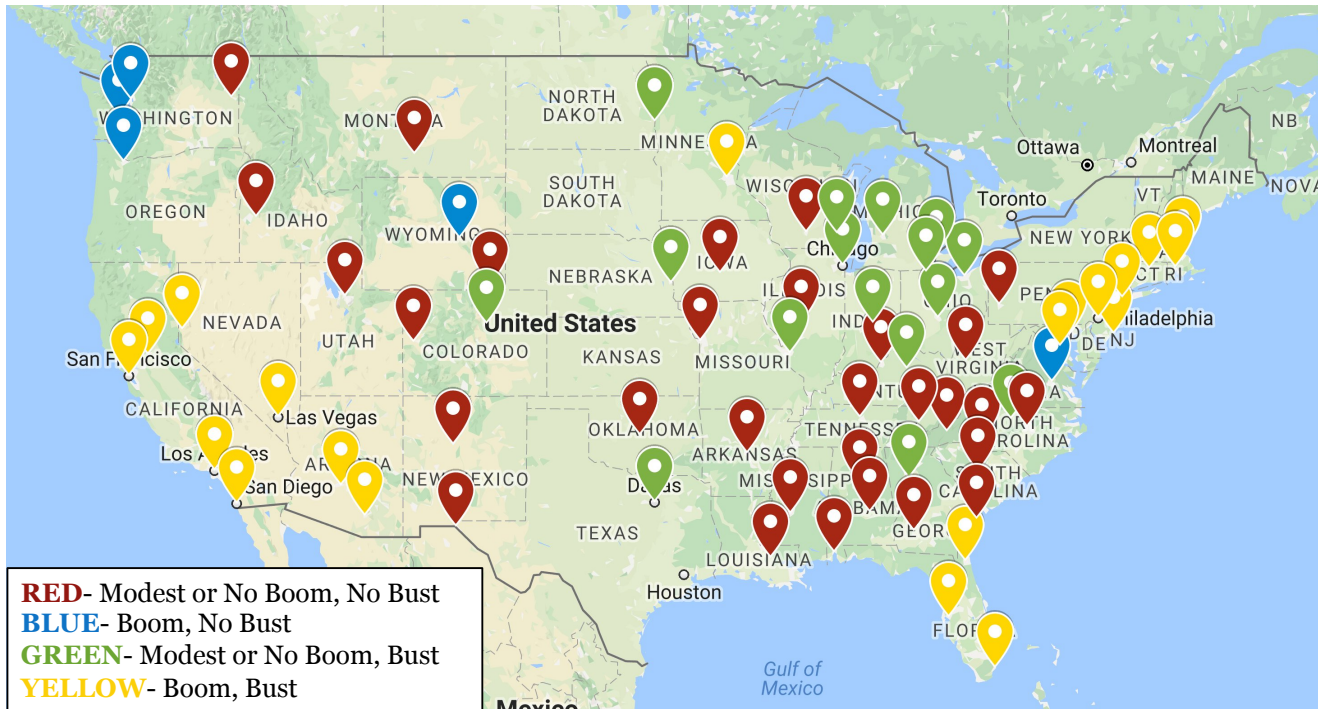 NB
Montreal
Ottawa
MAINE
NOVA
VT
NORTH
DAKOTA
WASHINGTON
MONTANA
MINNESOTA
SOUTH
DAKOTA
WISCONSIN
Toronto
OREGON
IDAHO
WYOMING
NEW YORK
Chicago
IOWA
CT RI
NEBRASKA
ILLINOIS
OHIO
PEN
NEVADA
United States
IND
Philadelphia
UTAH
COLORADO
DE NJ
San Francisco
KANSAS
MISSOURI
WEST
VIRGINIA
CALIFORNIA
Las Vegas
TENNESSEE
NORTH
CAROLINA
OKLAHOMA
Los Angeles
ARIZONA
ARKANSAS
NEW MEXICO
MISSISSIPPI
SOUTH
CAROLINA
San Diego
Dallas
ALABAMA
GEORGIA
TEXAS
LOUISIANA
Houston
FLORIDA
Gulf of
Mexico
Mexico
RED- Modest or No Boom, No Bust
BLUE- Boom, No Bust
GREEN- Modest or No Boom, Bust
YELLOW- Boom, Bust